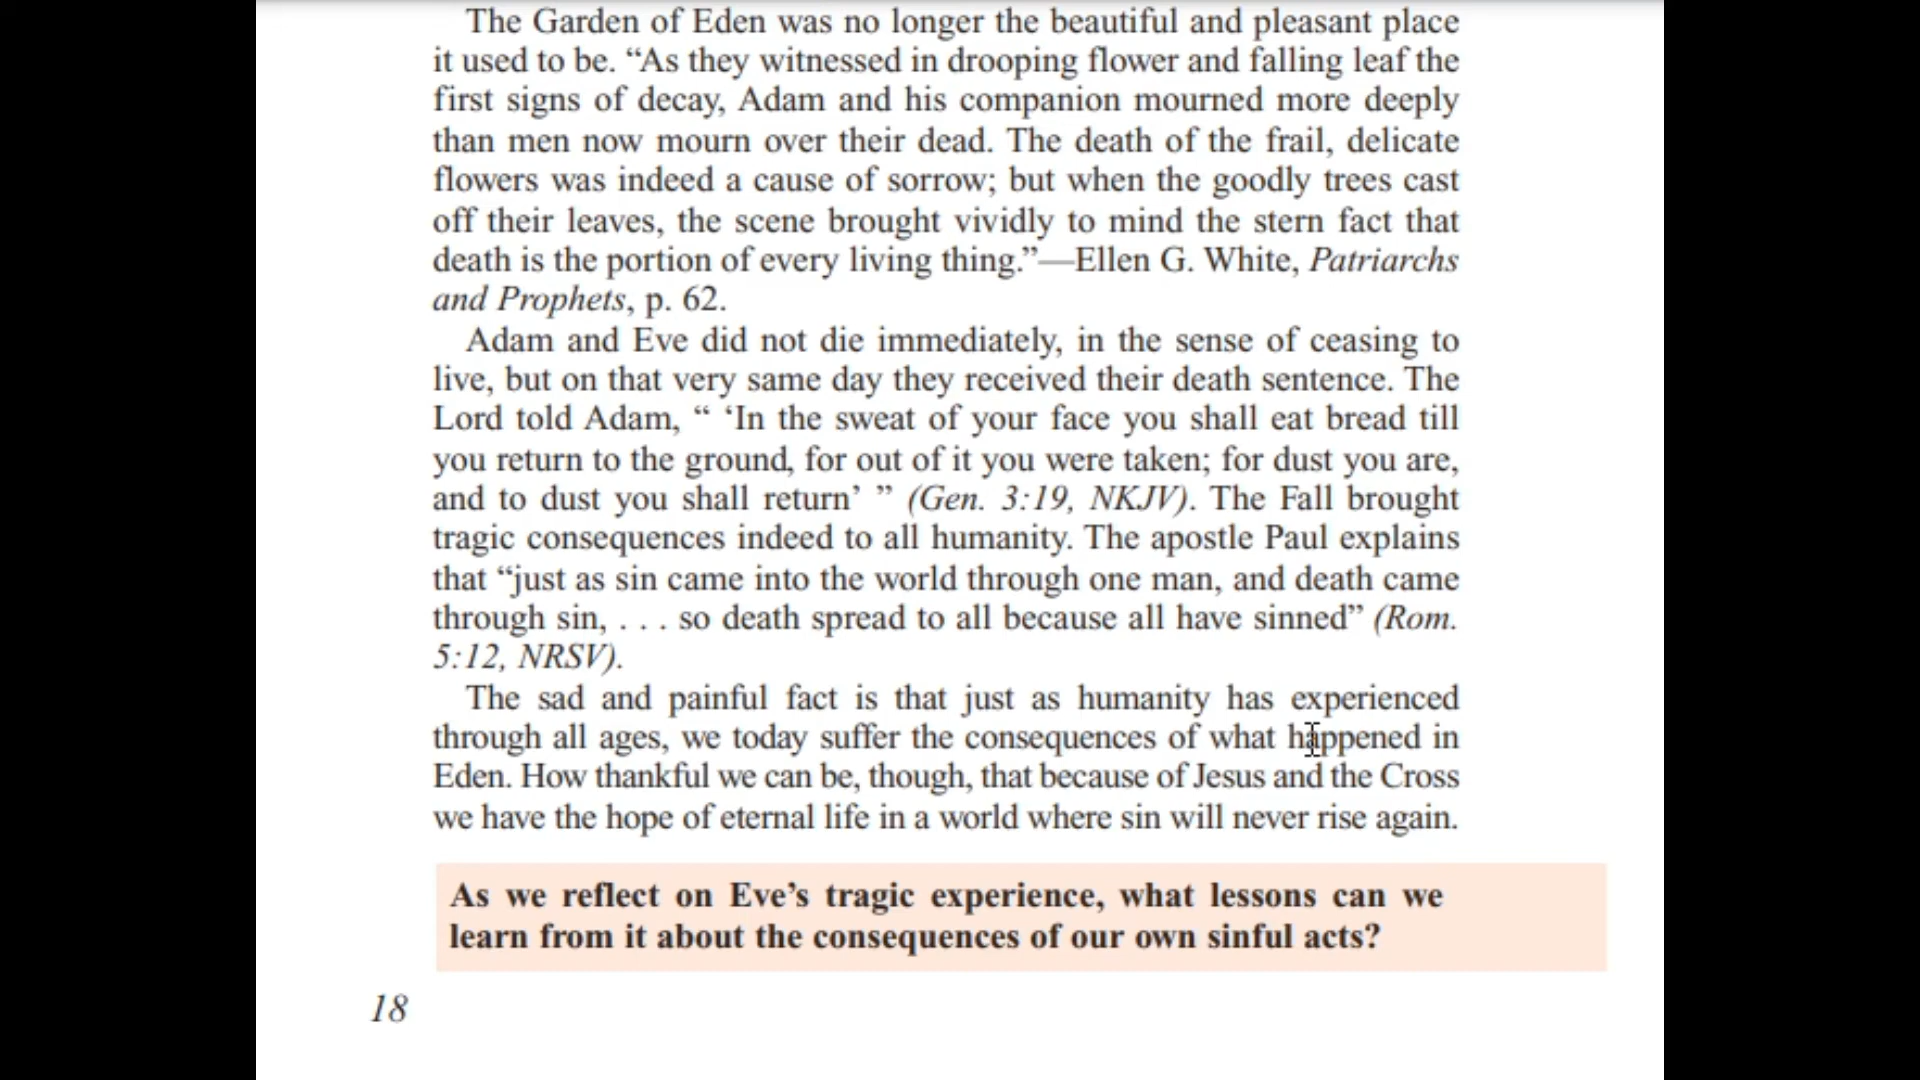 The Garden of Eden was no longer the beautiful and pleasant place
it used to be. “As they witnessed in drooping flower and falling leaf the
first signs of decay, Adam and his companion mourned more deeply
than men now mourn over their dead. The death of the frail, delicate
flowers was indeed a cause of sorrow; but when the goodly trees cast
off their leaves, the scene brought vividly to mind the stern fact that
death is the portion of every living thing.”—Ellen G. White, Patriarchs
and Prophets, p. 62.
Adam and Eve did not die immediately, in the sense of ceasing to
live, but on that very same day they received their death sentence. The
Lord told Adam, “ ‘In the sweat of your face you shall eat bread till
you return to the ground, for out of it you were taken; for dust you are,
and to dust you shall return’ ” (Gen. 3:19, NKJV). The Fall brought
tragic consequences indeed to all humanity. The apostle Paul explains
that “just as sin came into the world through one man, and death came
through sin, . . . so death spread to all because all have sinned” (Rom.
5:12, NRSV).
The sad and painful fact is that just as humanity has experienced
through all ages, we today suffer the consequences of what happened in
Eden. How thankful we can be, though, that because of Jesus and the Cross
we have the hope of eternal life in a world where sin will never rise again.
As we reflect on Eve’s tragic experience, what lessons can we
learn from it about the consequences of our own sinful acts?
18